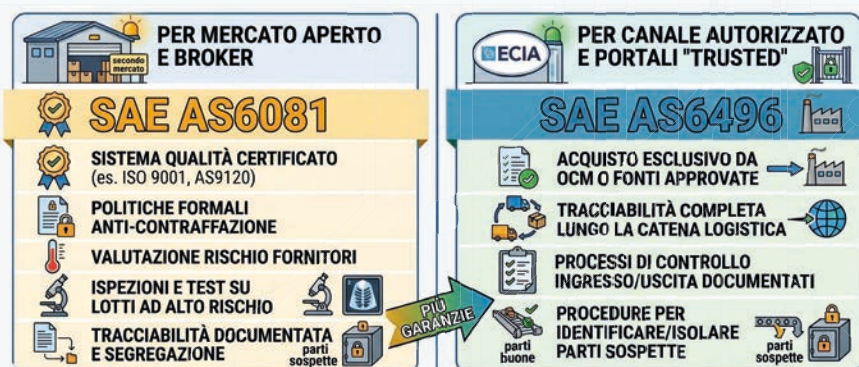 PER MERCATO APERTO
E BROKER
secondo
mercato
SAE AS6081
SISTEMA QUALITÀ CERTIFICATO
(es. ISO 9001, AS9120)
POLITICHE FORMALI
ANTI-CONTRAFFAZIONE
VALUTAZIONE RISCHIO FORNITORI
ISPEZIONI E TEST SU
LOTTI AD ALTO RISCHIO
TRACCIABILITÀ DOCUMENTATA
E SEGREGAZIONE
parti
sospette
PIÙ
GARANZIE
ECIA
PER CANALE AUTORIZZATO
E PORTALI "TRUSTED"
SAE AS6496
ACQUISTO ESCLUSIVO DA
OCM O FONTI APPROVATE
TRACCIABILITÀ COMPLETA
LUNGO LA CATENA LOGISTICA
PROCESSI DI CONTROLLO
INGRESSO/USCITA DOCUMENTATI
PROCEDURE PER
IDENTIFICARE/ISOLARE
PARTI SOSPETTE
parti
buone
parti
sospette